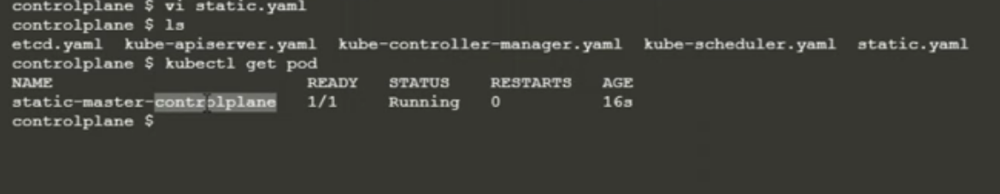 controlplane $ vi static.yaml
controlplane $ ls
etcd.yaml kube-apiserver.yaml kube-controller-manager.yaml kube-scheduler.yaml static.yaml
controlplane $ kubectl get pod
NAME READY STATUS RESTARTS AGE
static-master-controlplane 1/1 Running 0 16s
controlplane $